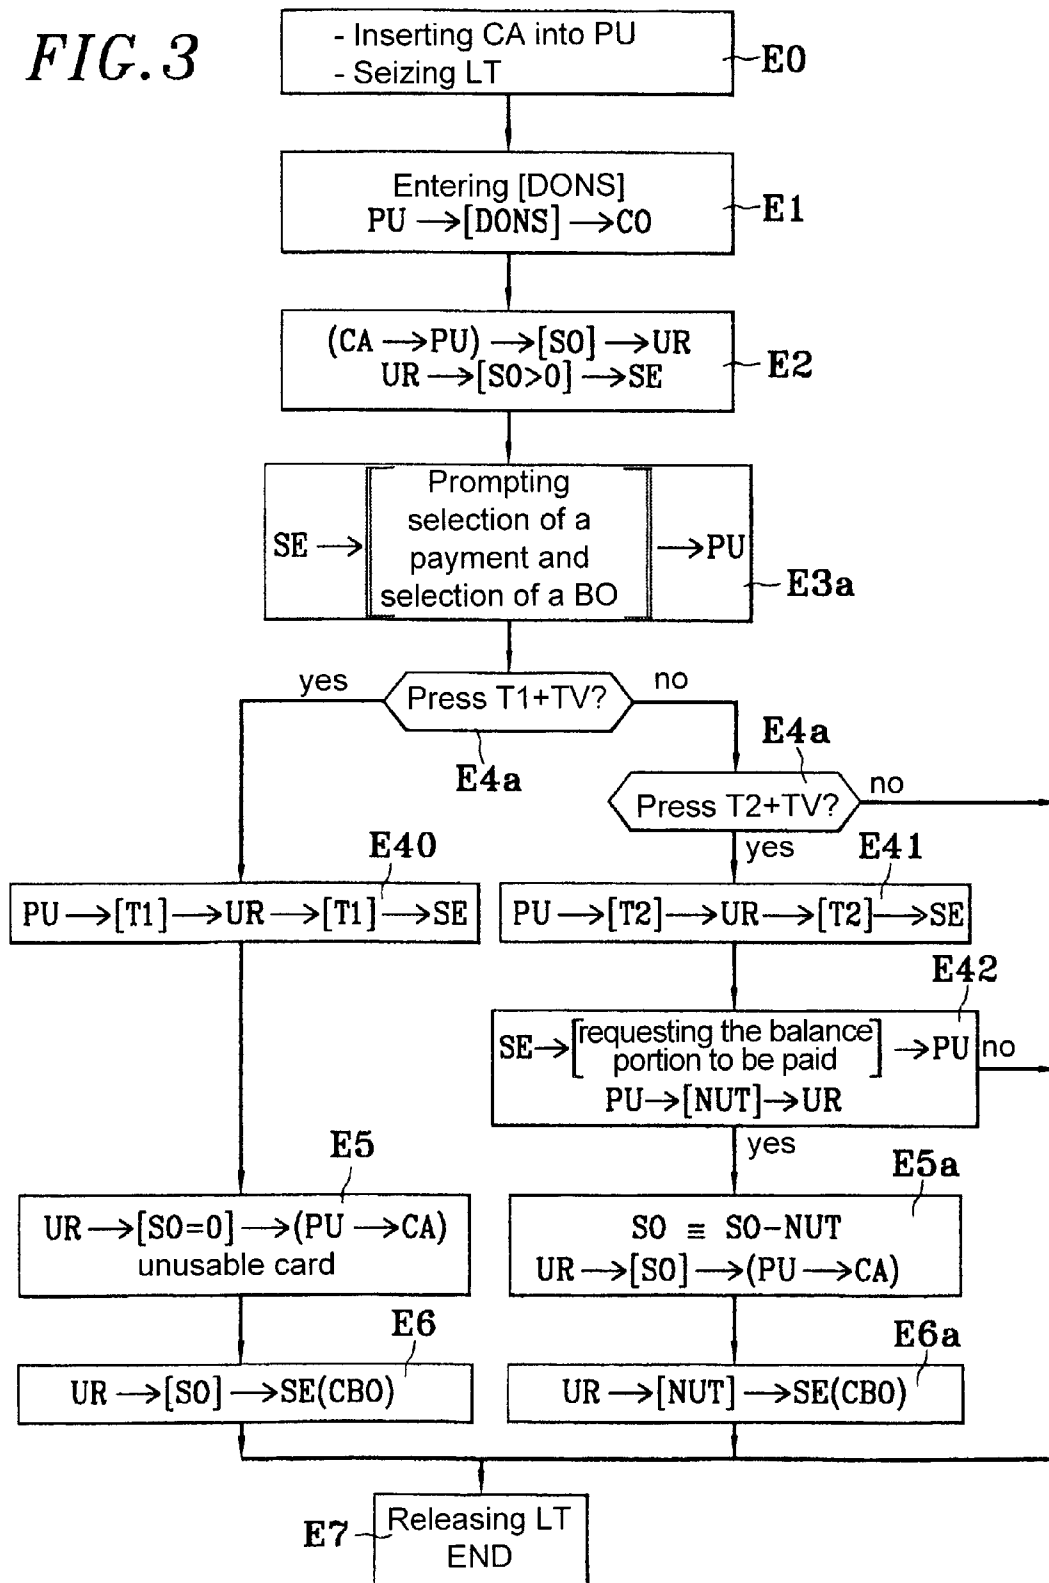 FIG.3
- Inserting CA into PU
- Seizing LT
E0
Entering [DONS]
PU → [DONS] → CO
E1
(CA → PU) → [SO] → UR
UR → [SO>0] → SE
E2
SE → [Prompting
selection of a
payment and
selection of a BO] → PU
E3a
yes
Press T1+TV?
no
E4a
E4a
Press T2+TV?
no
yes
E40
PU → [T1] → UR → [T1] → SE
E41
PU → [T2] → UR → [T2] → SE
E42
SE → [requesting the balance
portion to be paid] → PU
no
PU → [NUT] → UR
yes
E5
UR → [SO=0] → (PU → CA)
unusable card
E5a
SO ≡ SO-NUT
UR → [SO] → (PU → CA)
E6
UR → [SO] → SE(CBO)
E6a
UR → [NUT] → SE(CBO)
E7
Releasing LT
END